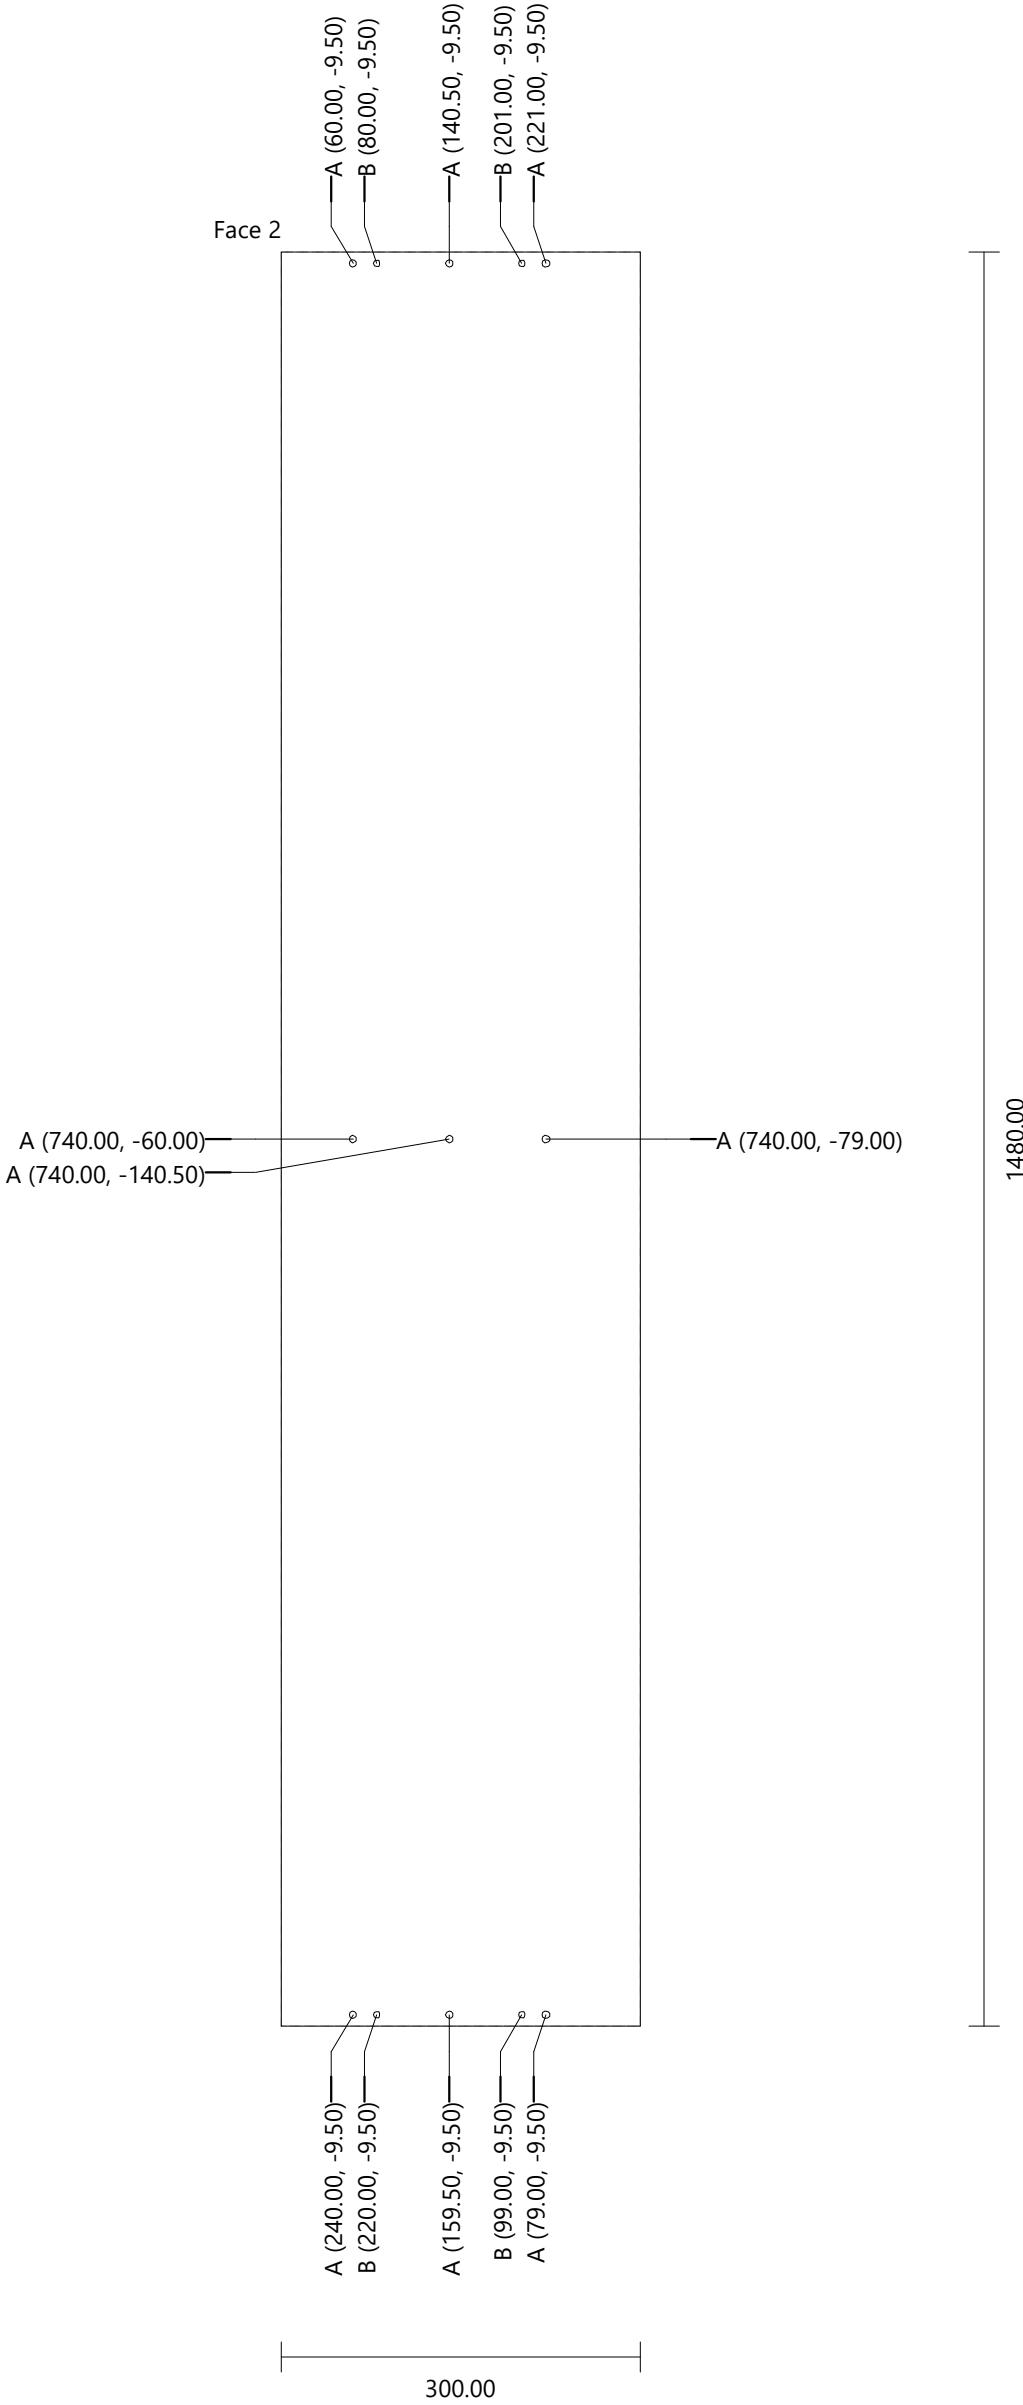 A (60.00, -9.50)
B (80.00, -9.50)
A (140.50, -9.50)
B (201.00, -9.50)
A (221.00, -9.50)
Face 2
A (740.00, -60.00)
A (740.00, -140.50)
A (740.00, -79.00)
1480.00
A (240.00, -9.50)
B (220.00, -9.50)
A (159.50, -9.50)
B (99.00, -9.50)
A (79.00, -9.50)
300.00